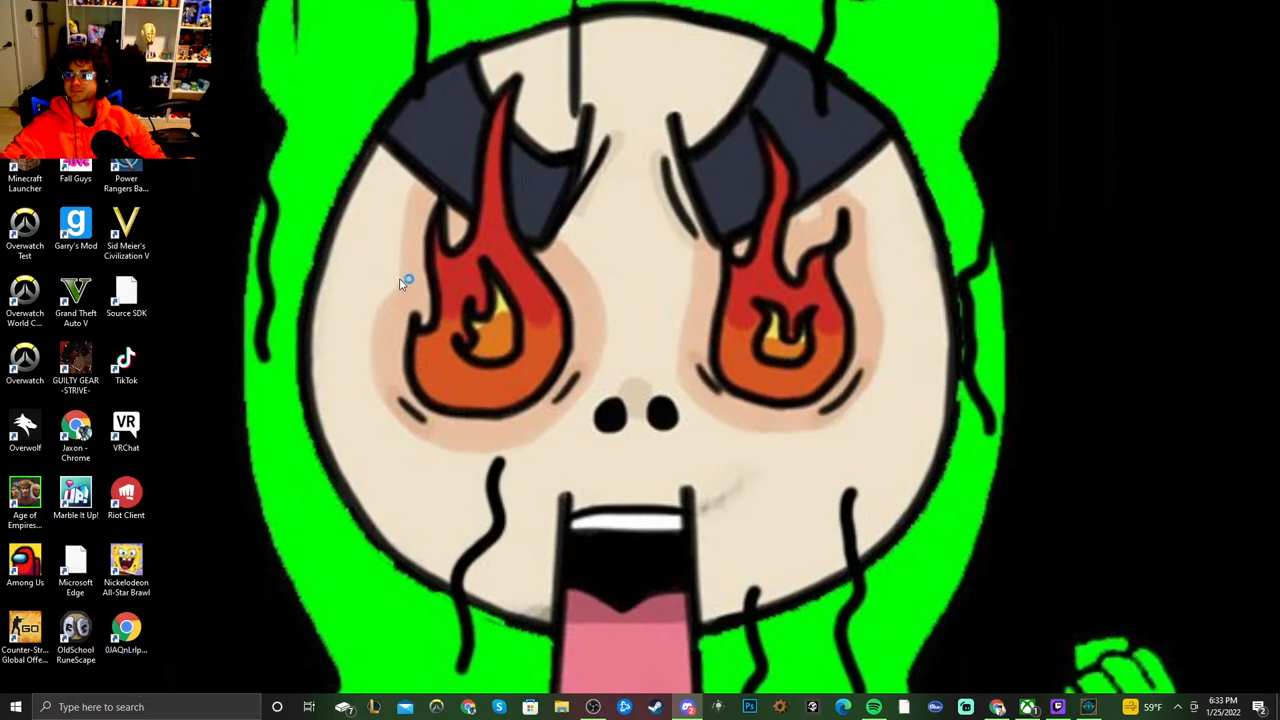 Minecraft Launcher
Fall Guys
Power Rangers Ba...
Overwatch
Garry's Mod
Sid Meier's Civilization V
Overwatch World C...
Grand Theft Auto V
Source SDK
Overwatch
GUILTY GEAR -STRIVE-
TikTok
Overwolf
Jaxon - Chrome
VR
VRChat
Age of Empires...
Marble It Up!
Riot Client
Among Us
Microsoft Edge
Nickelodeon All-Star Brawl
GO
Counter-Str... Global Offe...
OldSchool RuneScape
0JAQnLrlp...
Type here to search
59°F
6:33 PM
1/25/2022